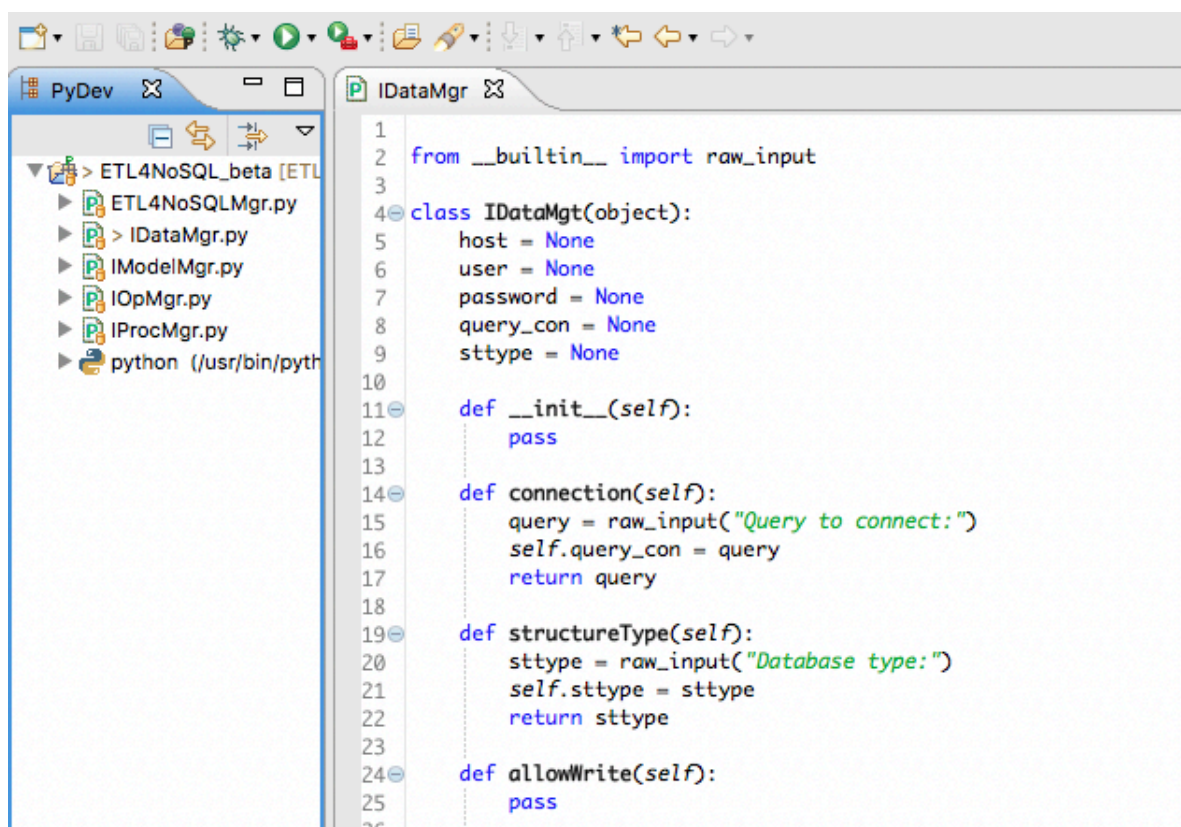 PyDev
IDataMgr
> ETL4NoSQL_beta [ETL
ETL4NoSQLMgr.py
> IDataMgr.py
IModelMgr.py
IOpMgr.py
IProcMgr.py
python (/usr/bin/pyth
1
2 from __builtin__ import raw_input
3
4 class IDataMgt(object):
5     host = None
6     user = None
7     password = None
8     query_con = None
9     sttype = None
10
11     def __init__(self):
12         pass
13
14     def connection(self):
15         query = raw_input("Query to connect:")
16         self.query_con = query
17         return query
18
19     def structureType(self):
20         sttype = raw_input("Database type:")
21         self.sttype = sttype
22         return sttype
23
24     def allowWrite(self):
25         pass